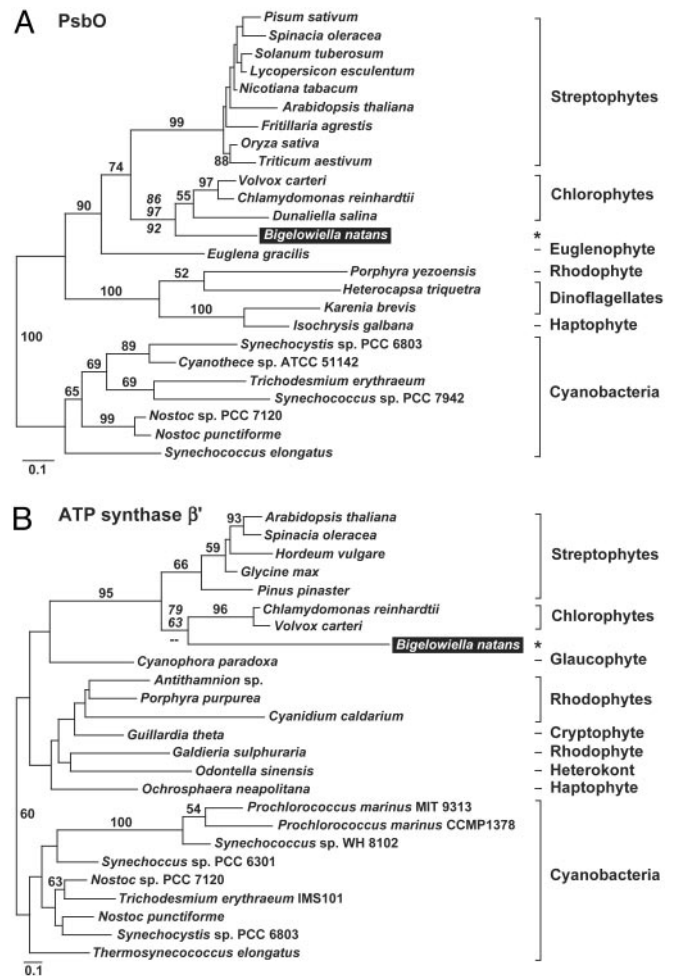 A PsbO
Pisum sativum
Spinacia oleracea
Solanum tuberosum
Lycopersicon esculentum
Nicotiana tabacum
Streptophytes
Arabidopsis thaliana
99
Fritillaria agrestis
Oryza sativa
88
Triticum aestivum
74
97
Volvox carteri
86
55
Chlamydomonas reinhardtii
Chlorophytes
97
Dunaliella salina
90
92
Bigelowiella natans
*
Euglena gracilis
Euglenophyte
52
Porphyra yezoensis
Rhodophyte
100
Heterocapsa triquetra
Dinoflagellates
100
Karenia brevis
Isochrysis galbana
Haptophyte
100
89
Synechocystis sp. PCC 6803
69
Cyanothece sp. ATCC 51142
69
Trichodesmium erythraeum
65
Synechococcus sp. PCC 7942
Cyanobacteria
99
Nostoc sp. PCC 7120
Nostoc punctiforme
Synechococcus elongatus
0.1
B ATP synthase β'
93
Arabidopsis thaliana
Spinacia oleracea
59
Hordeum vulgare
Streptophytes
66
Glycine max
Pinus pinaster
95
79
96
Chlamydomonas reinhardtii
Chlorophytes
63
Volvox carteri
--
Bigelowiella natans
*
Cyanophora paradoxa
Glaucophyte
Antithamnion sp.
Porphyra purpurea
Rhodophytes
Cyanidium caldarium
Guillardia theta
Cryptophyte
Galdieria sulphuraria
Rhodophyte
Odontella sinensis
Heterokont
Ochrosphaera neapolitana
Haptophyte
60
54
Prochlorococcus marinus MIT 9313
100
Prochlorococcus marinus CCMP1378
Synechococcus sp. WH 8102
Synechoccus sp. PCC 6301
63
Nostoc sp. PCC 7120
Cyanobacteria
Trichodesmium erythraeum IMS101
Nostoc punctiforme
Synechocystis sp. PCC 6803
Thermosynecococcus elongatus
0.1